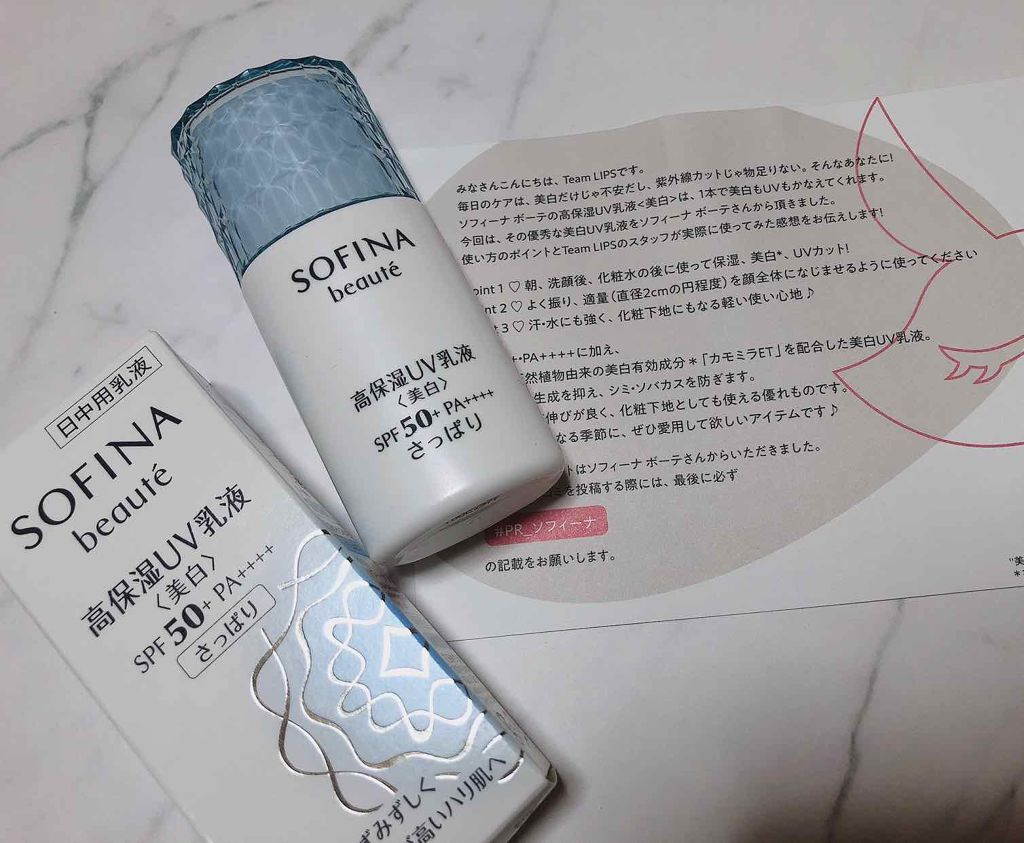 SOFINA
beauté
高保湿UV乳液
〈美白〉
SPF 50+ PA++++
さっぱり
日中用乳液
SOFINA
beauté
高保湿UV乳液
〈美白〉
SPF 50+ PA++++
さっぱり
みずしく
高いハリ肌へ
みなさんこんにちは、Team LIPSです。
毎日のケアは、美白だけじゃ不安だし、紫外線カットじゃ物足りない。そんなあなたに!
ソフィーナ ボーテの高保湿UV乳液<美白>は、1本で美白もUVもかなえてくれます。
今回は、その優秀な美白UV乳液をソフィーナ ボーテさんから頂きました。
使い方のポイントとTeam LIPSのスタッフが実際に使ってみた感想をお伝えします!
oint 1 ♡ 朝、洗顔後、化粧水の後に使って保湿、美白*、UVカット!
nt 2 ♡ よく振り、適量(直径2cmの円程度)を顔全体になじませるように使ってください
t 3 ♡ 汗・水にも強く、化粧下地にもなる軽い使い心地♪
+・PA++++に加え、
然植物由来の美白有効成分*「カモミラET」を配合した美白UV乳液。
生成を抑え、シミ・ソバカスを防ぎます。
伸びが良く、化粧下地としても使える優れものです。
なる季節に、ぜひ愛用して欲しいアイテムです♪
トはソフィーナ ボーテさんからいただきました。
を投稿する際には、最後に必ず
#PR_ソフィーナ
の記載をお願いします。